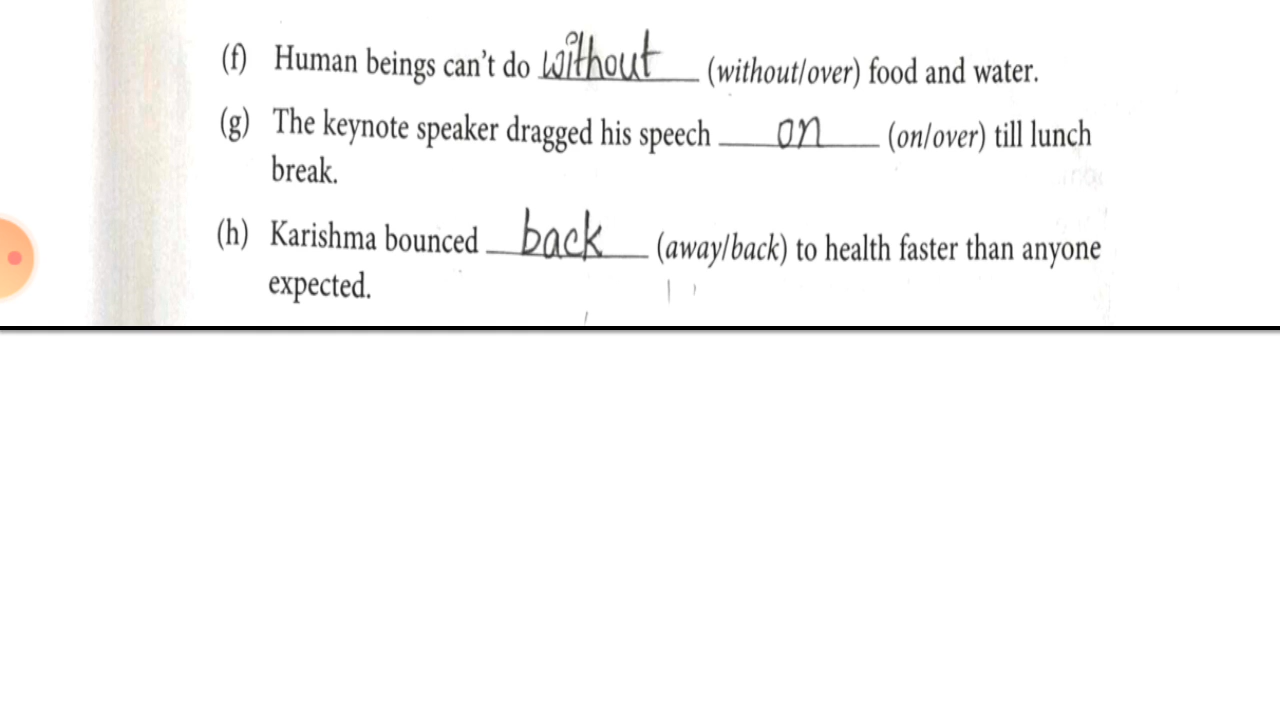 (f) Human beings can't do without (without/over) food and water.
(g) The keynote speaker dragged his speech on (on/over) till lunch
break.
(h) Karishma bounced back (away/back) to health faster than anyone
expected.